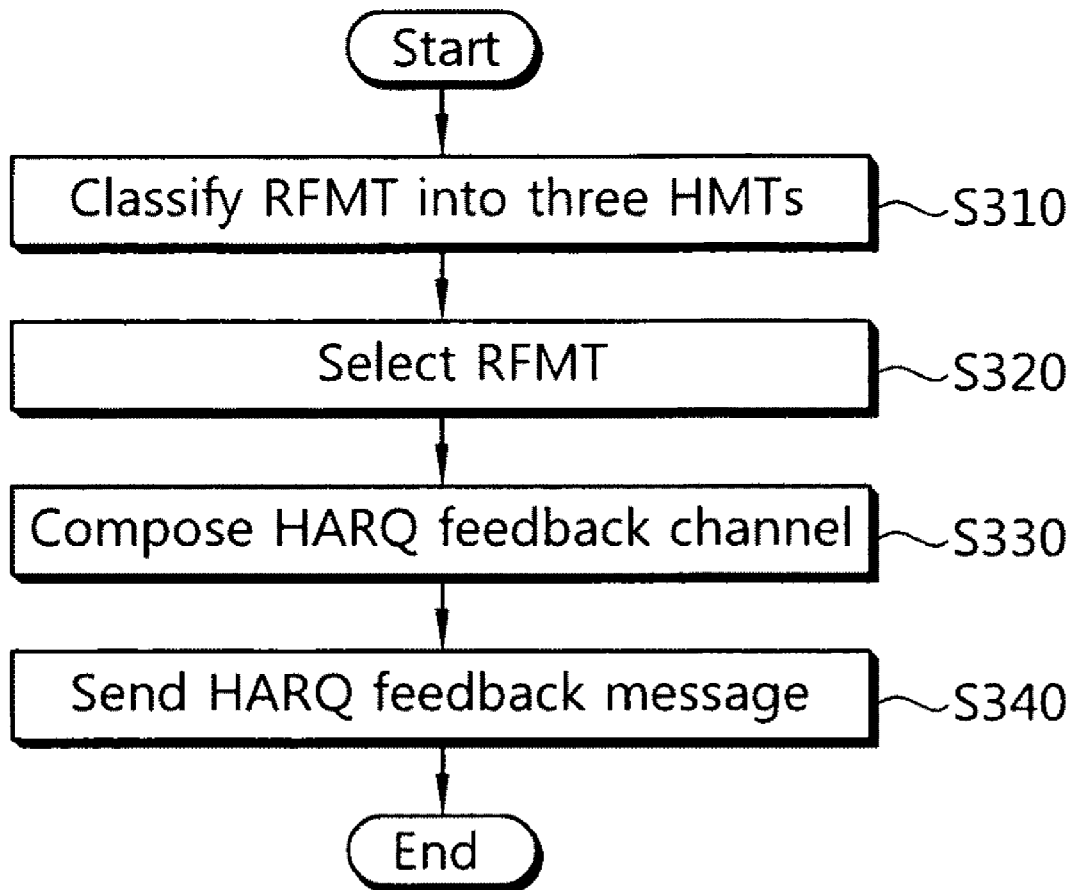 Start
Classify RFMT into three HMTs
S310
Select RFMT
S320
Compose HARQ feedback channel
S330
Send HARQ feedback message
S340
End